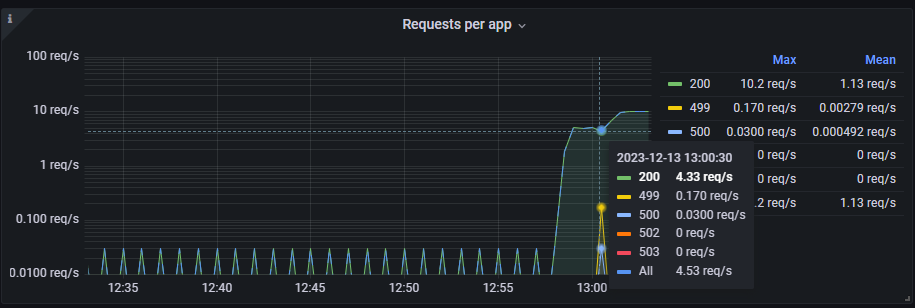 i
Requests per app
100 req/s
10 req/s
1 req/s
0.100 req/s
0.0100 req/s
12:35
12:40
12:45
12:50
12:55
13:00
Max Mean
200 10.2 req/s 1.13 req/s
499 0.170 req/s 0.00279 req/s
500 0.0300 req/s 0.000492 req/s
0 req/s 0 req/s
0 req/s 0 req/s
.2 req/s 1.13 req/s
2023-12-13 13:00:30
200 4.33 req/s
499 0.170 req/s
500 0.0300 req/s
502 0 req/s
503 0 req/s
All 4.53 req/s